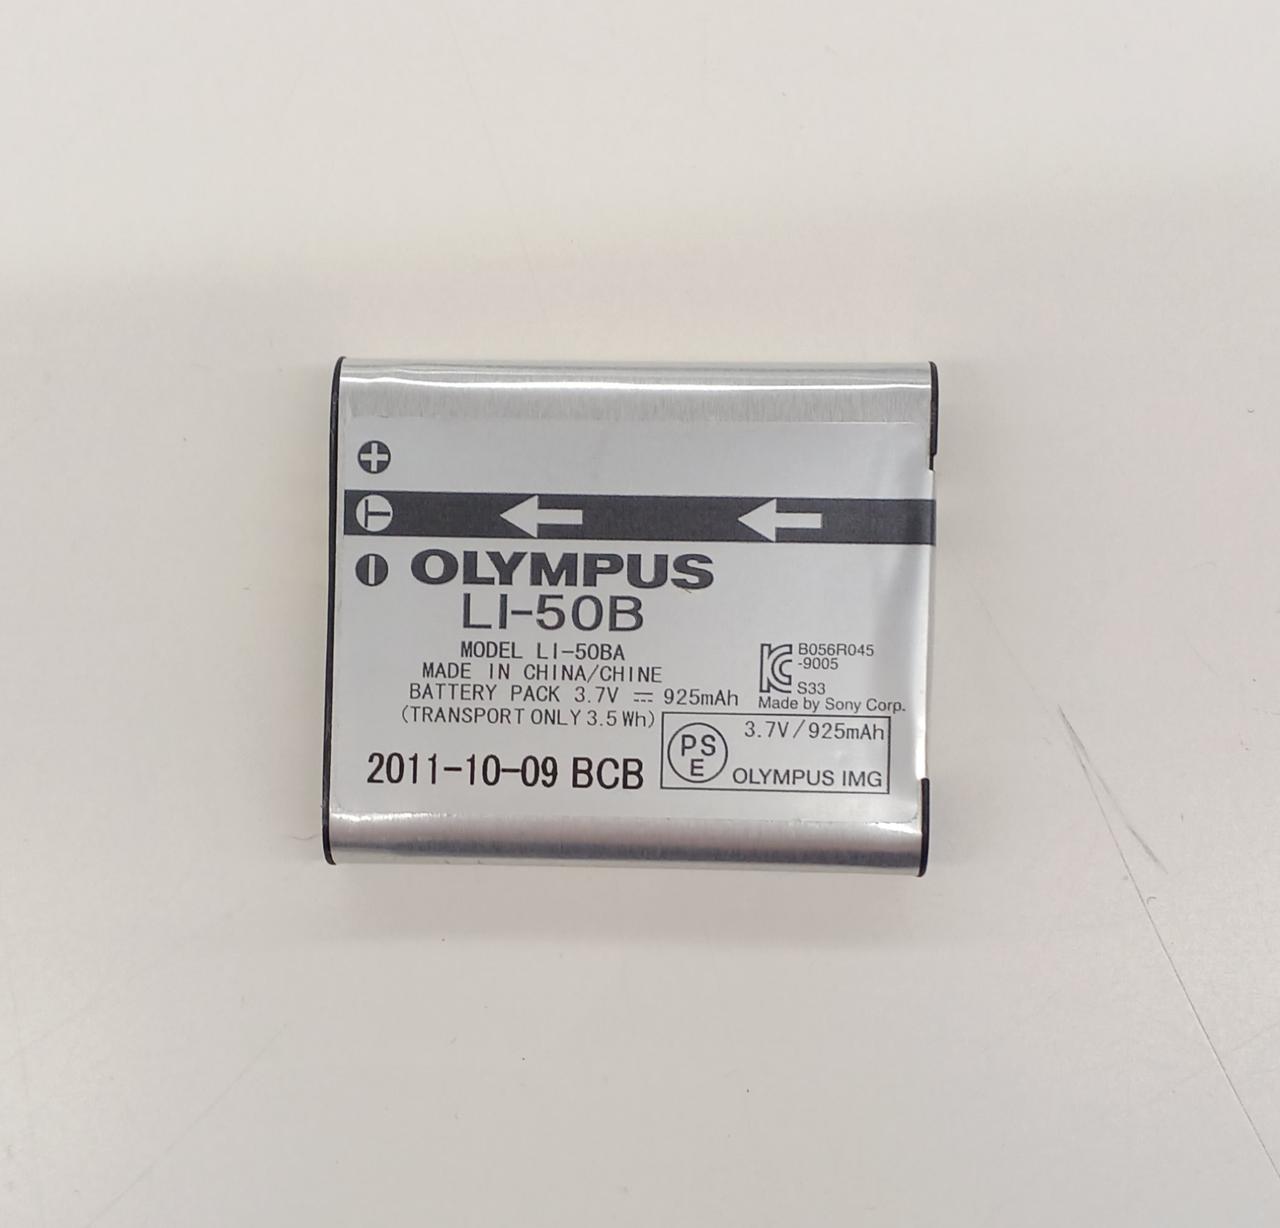 OLYMPUS
LI-50B
MODEL LI-50BA
MADE IN CHINA/CHINE
BATTERY PACK 3.7V ⎓ 925mAh
(TRANSPORT ONLY 3.5 Wh)
2011-10-09 BCB
B056R045
-9005
S33
Made by Sony Corp.
PS
E
3.7V/925mAh
OLYMPUS IMG